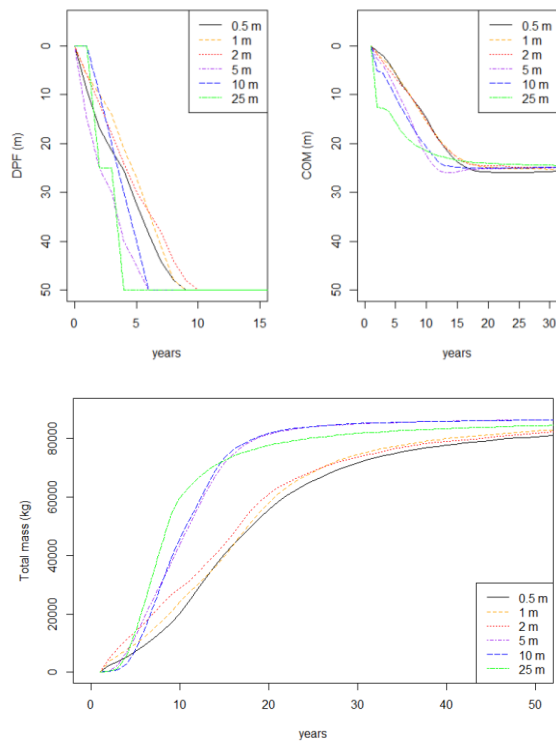 0.5 m
1 m
2 m
5 m
10 m
25 m
DPF (m)
0
10
20
30
40
50
0 5 10 15
years
0.5 m
1 m
2 m
5 m
10 m
25 m
COM (m)
0
10
20
30
40
50
0 5 10 15 20 25 30
years
Total mass (kg)
80000
60000
40000
20000
0
0.5 m
1 m
2 m
5 m
10 m
25 m
0 10 20 30 40 50
years